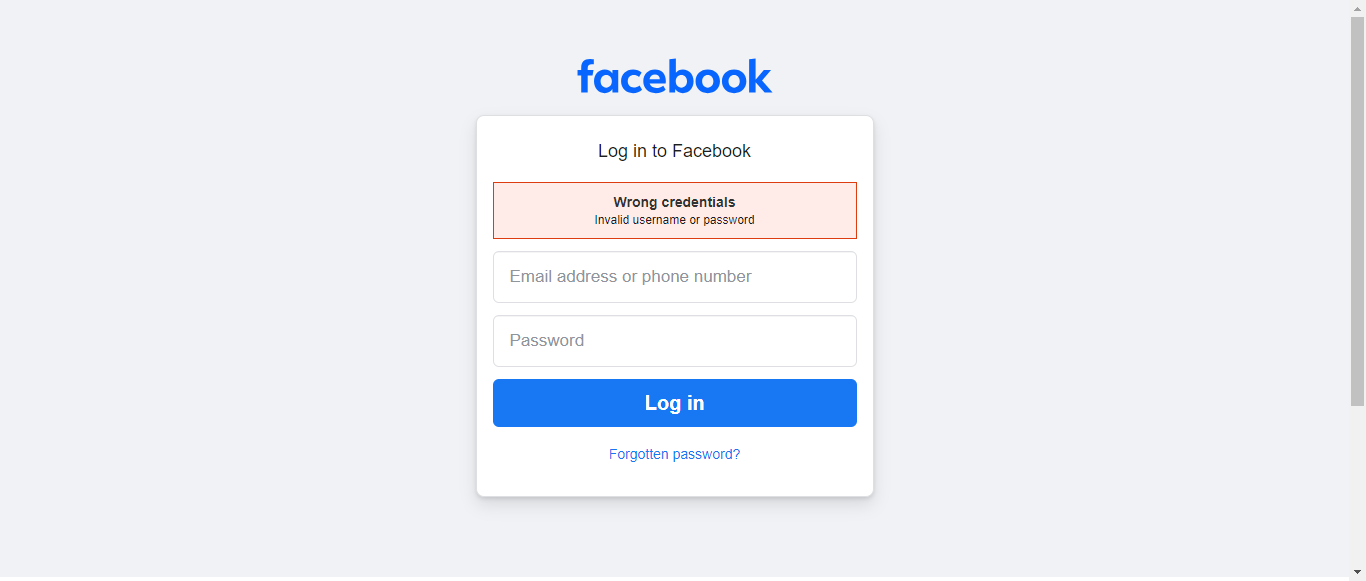 facebook
Log in to Facebook
Wrong credentials
Invalid username or password
Email address or phone number
Password
Log in
Forgotten password?